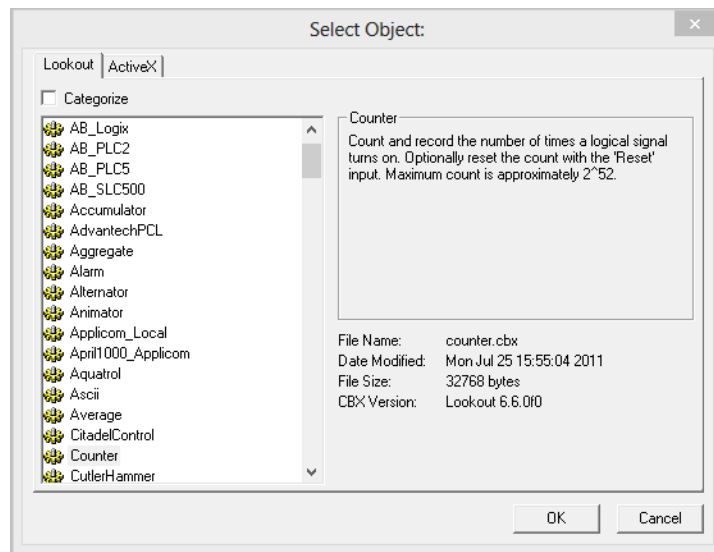 Select Object:
Lookout
ActiveX
Categorize
AB_Logix
AB_PLC2
AB_PLC5
AB_SLC500
Accumulator
AdvantechPCL
Aggregate
Alarm
Alternator
Animator
Applicom_Local
April1000_Applicom
Aquatrol
Ascii
Average
CitadelControl
Counter
CutlerHammer
Counter
Count and record the number of times a logical signal
turns on. Optionally reset the count with the 'Reset'
input. Maximum count is approximately 2^52.
File Name: counter.cbx
Date Modified: Mon Jul 25 15:55:04 2011
File Size: 32768 bytes
CBX Version: Lookout 6.6.0f0
OK
Cancel